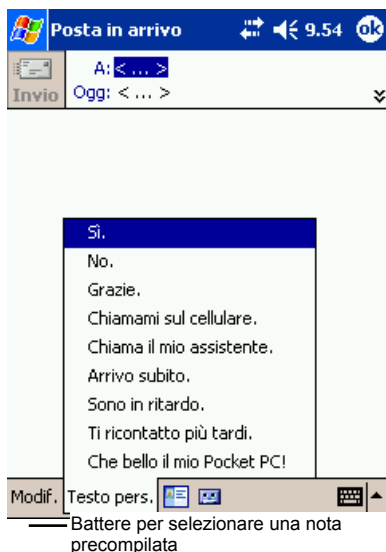 Posta in arrivo 9.54 ok
A: < ... >
Invio Ogg: < ... >
Sì.
No.
Grazie.
Chiamami sul cellulare.
Chiama il mio assistente.
Arrivo subito.
Sono in ritardo.
Ti ricontatto più tardi.
Che bello il mio Pocket PC!
Modif. Testo pers.
Battere per selezionare una nota
precompilata